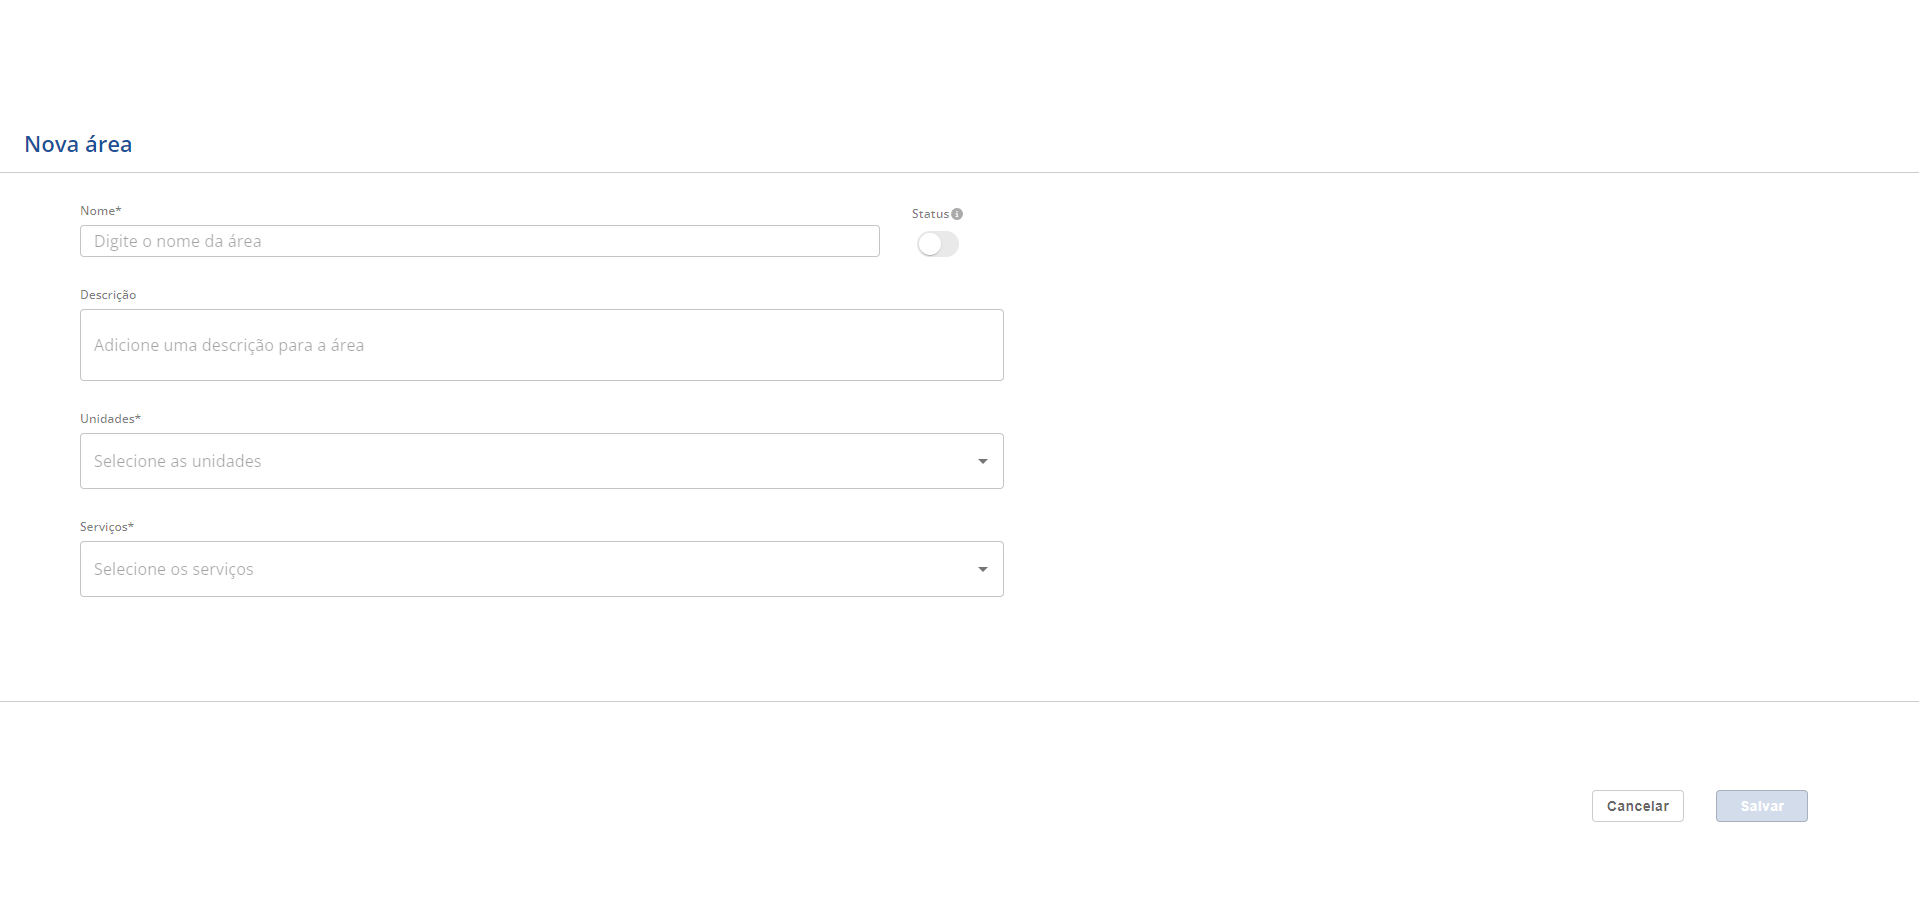 Nova área
Nome*
Digite o nome da área
Status
Descrição
Adicione uma descrição para a área
Unidades*
Selecione as unidades
Serviços*
Selecione os serviços
Cancelar
Salvar